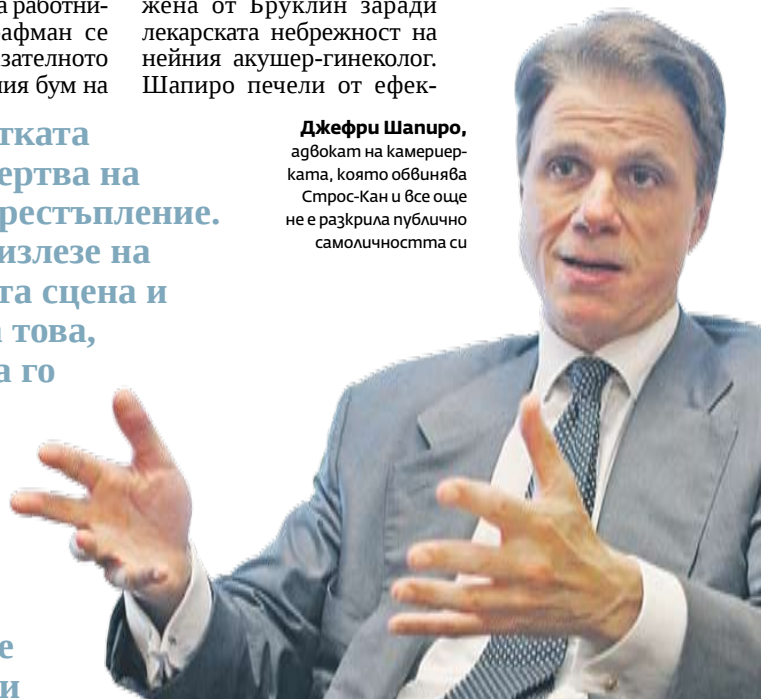 а работни-
афман се
зателното
ния бум на
жена от Бруклин заради
лекарската небрежност на
нейния акушер-гинеколог.
Шапиро печели от ефек-
тката
ертва на
рестъпление.
излезе на
та сцена и
а това,
а го
е
и
Джефри Шапиро,
адвокат на камериер-
ката, която обвинява
Строс-Кан и все още
не е разкрила публично
самоличността си